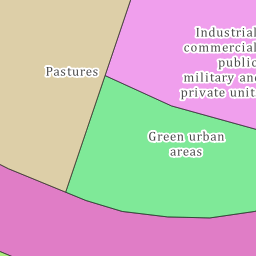 Industrial
commercial
public
military and
private unit
Pastures
Green urban
areas